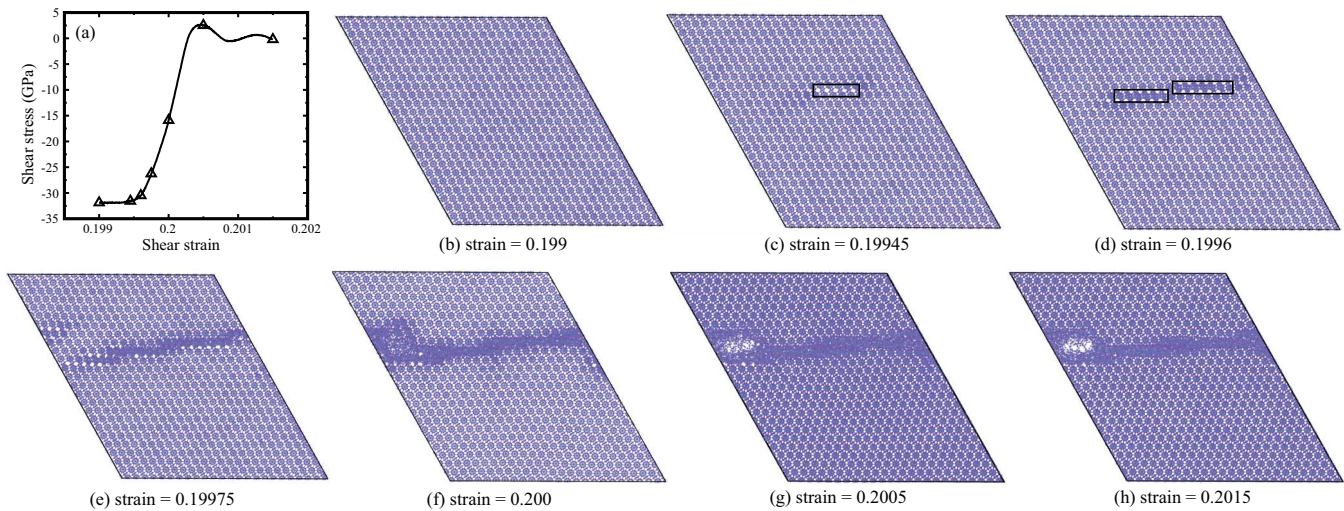 (a)
Shear stress (GPa)
5
0
-5
-10
-15
-20
-25
-30
-35
0.199
0.2
0.201
0.202
Shear strain
(b) strain = 0.199
(c) strain = 0.19945
(d) strain = 0.1996
(e) strain = 0.19975
(f) strain = 0.200
(g) strain = 0.2005
(h) strain = 0.2015